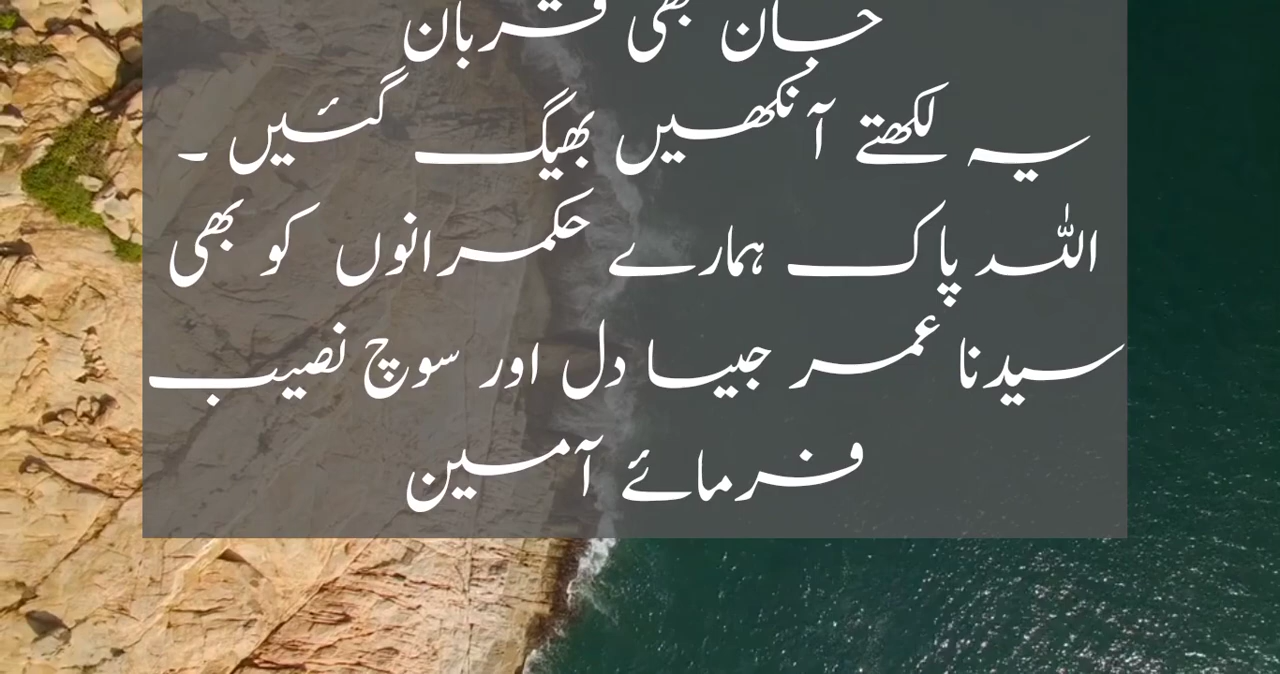 جان بھی قربان
یہ لکھتے آنکھیں بھیگ گئیں ۔
اللہ پاک ہمارے حکمرانوں کو بھی
سیدنا عمر جیسا دل اور سوچ نصیب
فرمائے آمین